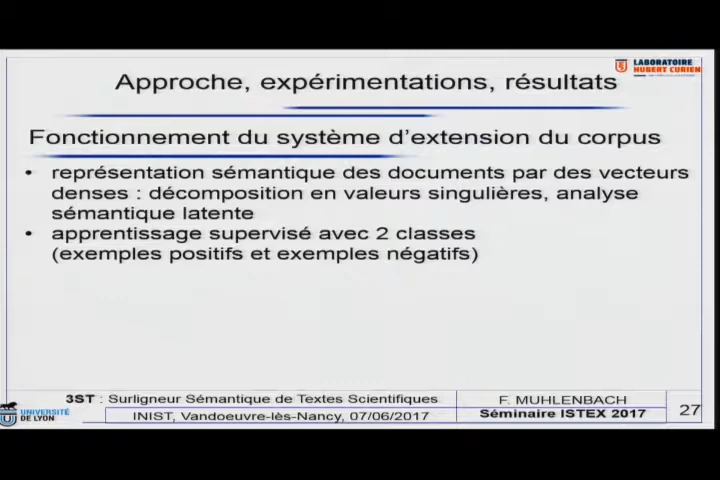 LABORATOIRE
HUBERT CURIEN
Approche, expérimentations, résultats
Fonctionnement du système d'extension du corpus
• représentation sémantique des documents par des vecteurs
denses : décomposition en valeurs singulières, analyse
sémantique latente
• apprentissage supervisé avec 2 classes
(exemples positifs et exemples négatifs)
UNIVERSITÉ
DE LYON
3ST : Surligneur Sémantique de Textes Scientifiques
INIST, Vandoeuvre-lès-Nancy, 07/06/2017
F. MUHLENBACH
Séminaire ISTEX 2017
27